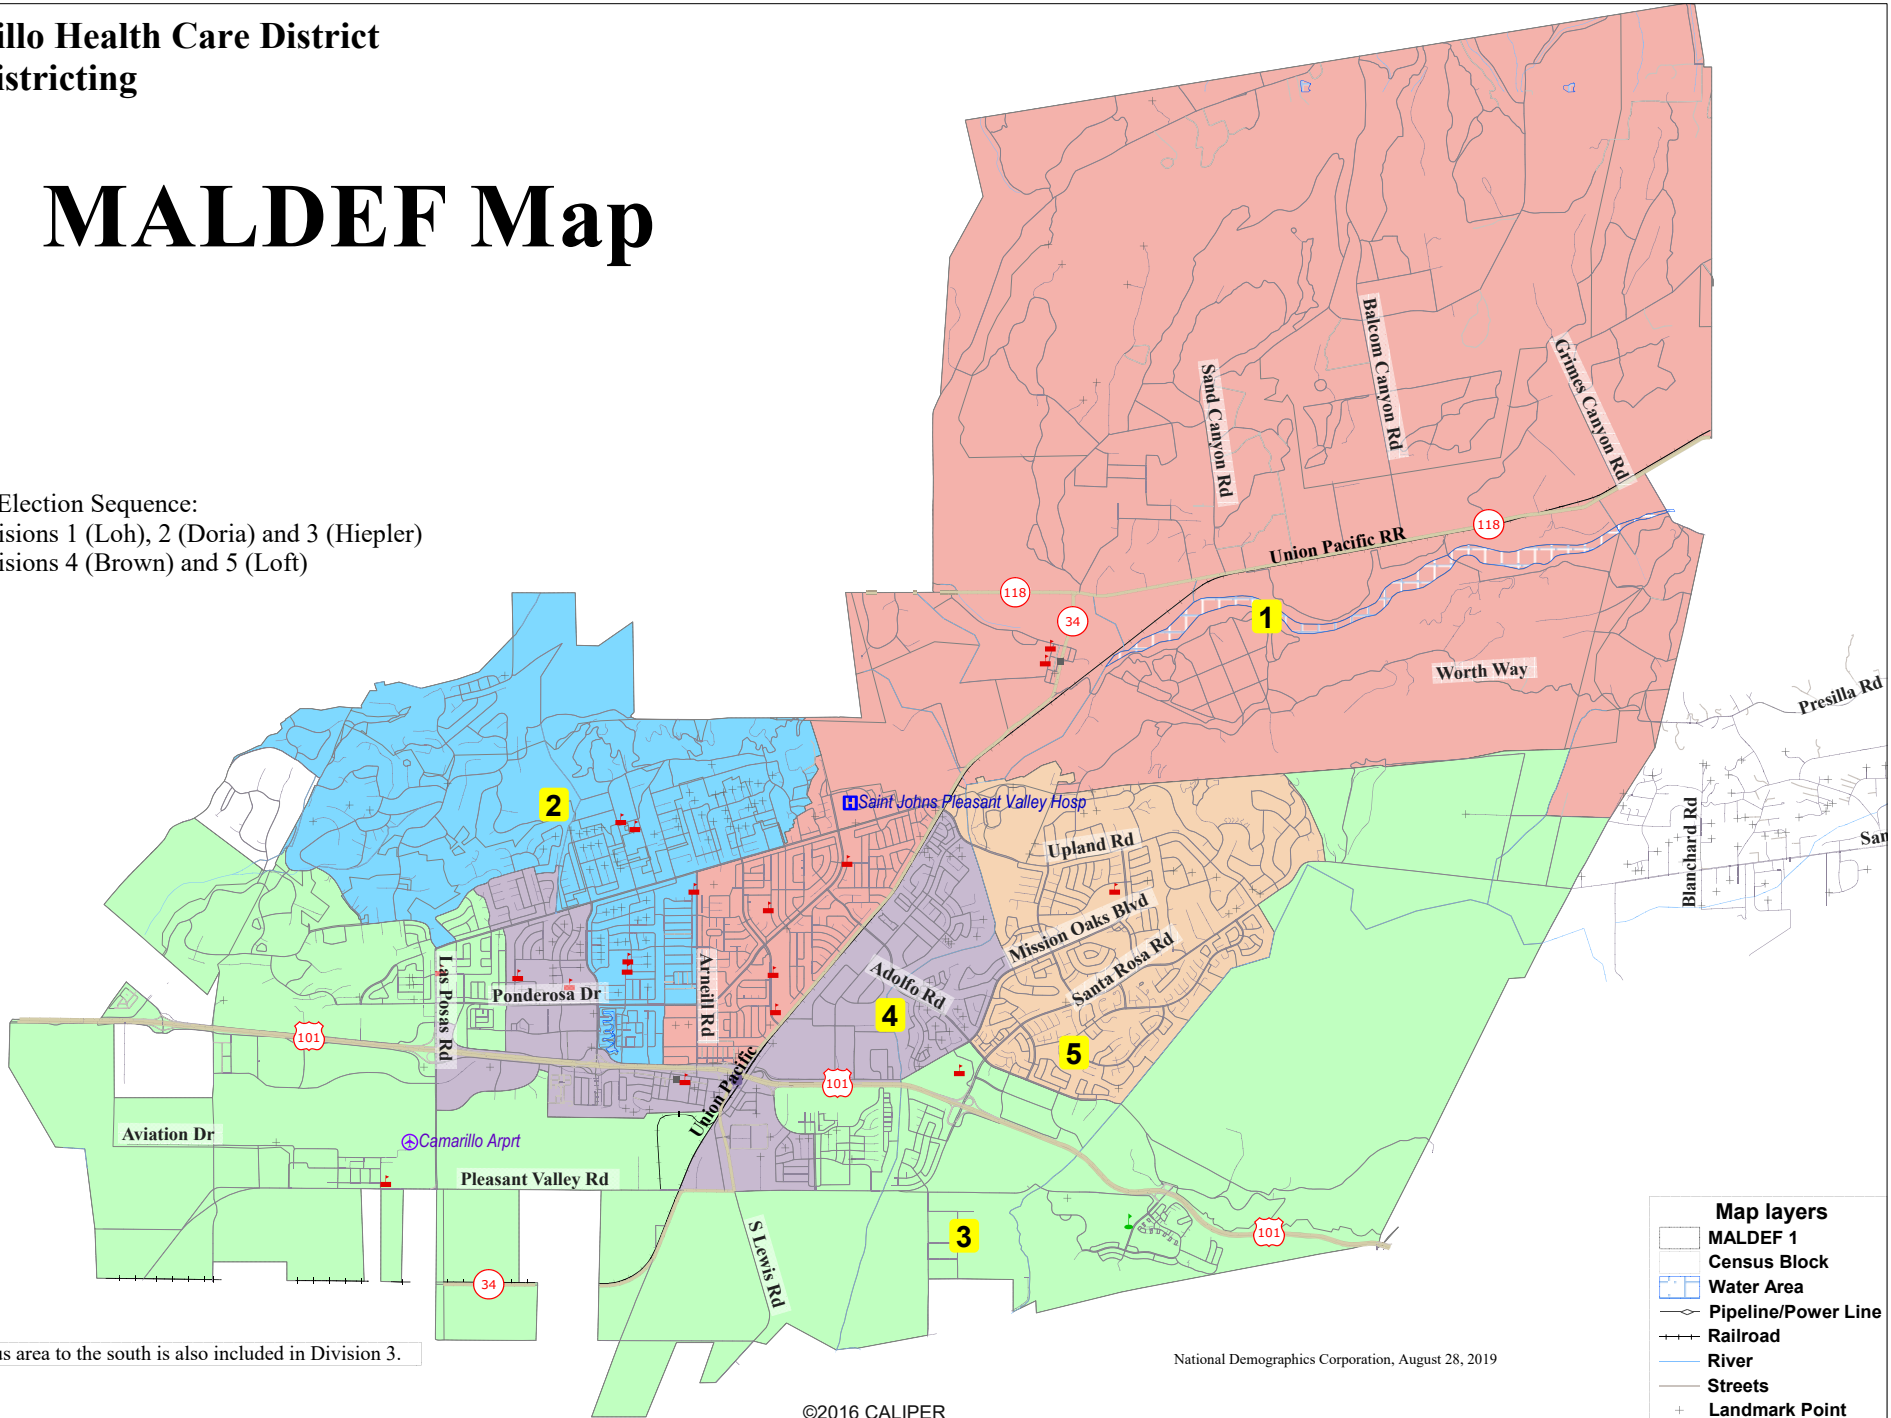 illo Health Care District
istricting
MALDEF Map
Election Sequence:
isions 1 (Loh), 2 (Doria) and 3 (Hiepler)
isions 4 (Brown) and 5 (Loft)
Sand Canyon Rd
Balcom Canyon Rd
Grimes Canyon Rd
Union Pacific RR
118
118
34
1
Worth Way
Presilla Rd
Blanchard Rd
San
2
Saint Johns Pleasant Valley Hosp
H
Upland Rd
Mission Oaks Blvd
Santa Rosa Rd
Adolfo Rd
4
5
Las Posas Rd
Ponderosa Dr
Arneill Rd
Union Pacific
101
101
101
Aviation Dr
Camarillo Arprt
Pleasant Valley Rd
S Lewis Rd
3
34
us area to the south is also included in Division 3.
National Demographics Corporation, August 28, 2019
©2016 CALIPER
Map layers
MALDEF 1
Census Block
Water Area
Pipeline/Power Line
Railroad
River
Streets
Landmark Point